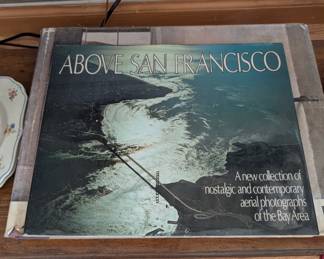 ABOVE SAN FRANCISCO
A new collection of
nostalgic and contemporary
aerial photographs
of the Bay Area